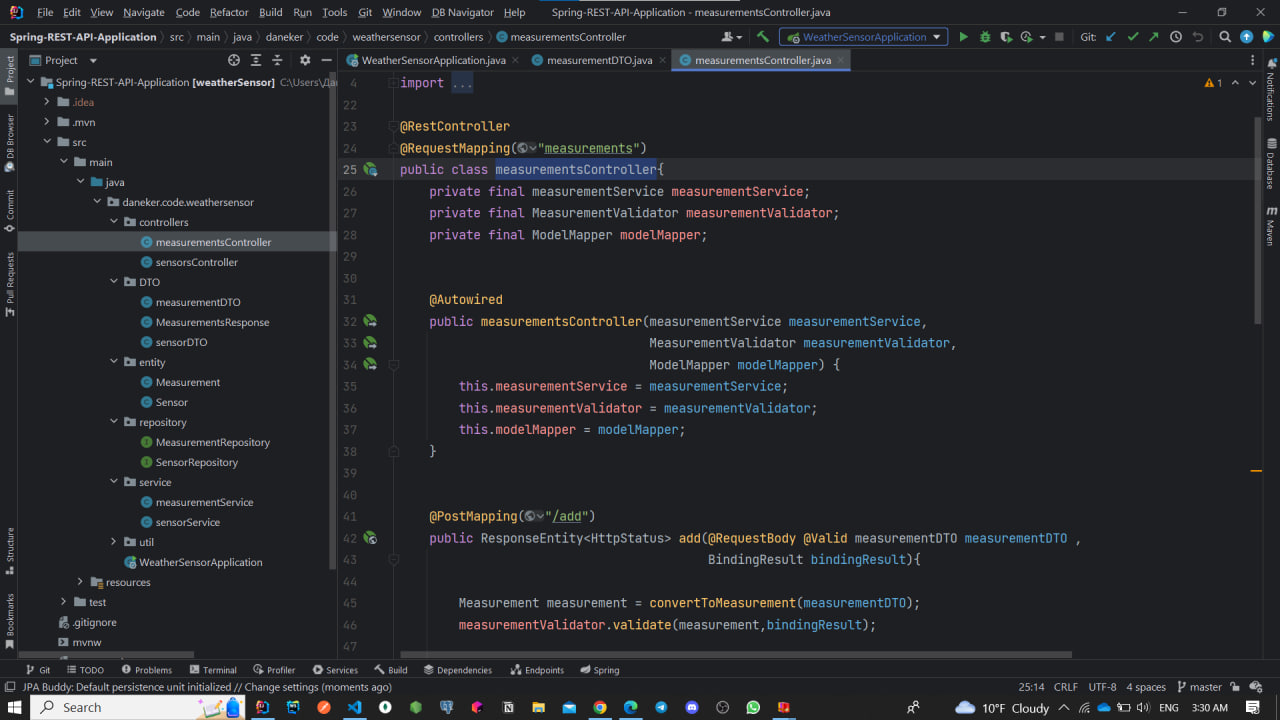 File Edit View Navigate Code Refactor Build Run Tools Git Window DB Navigator Help Spring-REST-API-Application - measurementsController.java
Spring-REST-API-Application src main java daneker code weathersensor controllers measurementsController WeatherSensorApplication Git:
Project WeatherSensorApplication.java measurementDTO.java measurementsController.java
Project
DB Browser
Commit
Pull Requests
Structure
Bookmarks
Spring-REST-API-Application [weatherSensor] C:\Users\Да
.idea
.mvn
src
main
java
daneker.code.weathersensor
controllers
measurementsController
sensorsController
DTO
measurementDTO
MeasurementsResponse
sensorDTO
entity
Measurement
Sensor
repository
MeasurementRepository
SensorRepository
service
measurementService
sensorService
util
WeatherSensorApplication
resources
test
.gitignore
mvnw
4 import ... 1
22
23 @RestController
24 @RequestMapping("measurements")
25 public class measurementsController{
26 private final measurementService measurementService;
27 private final MeasurementValidator measurementValidator;
28 private final ModelMapper modelMapper;
29
30
31 @Autowired
32 public measurementsController(measurementService measurementService,
33 MeasurementValidator measurementValidator,
34 ModelMapper modelMapper) {
35 this.measurementService = measurementService;
36 this.measurementValidator = measurementValidator;
37 this.modelMapper = modelMapper;
38 }
39
40
41 @PostMapping("/add")
42 public ResponseEntity<HttpStatus> add(@RequestBody @Valid measurementDTO measurementDTO ,
43 BindingResult bindingResult){
44
45 Measurement measurement = convertToMeasurement(measurementDTO);
46 measurementValidator.validate(measurement,bindingResult);
47
Notifications
Database
Maven
Git TODO Problems Terminal Profiler Services Build Dependencies Endpoints Spring
JPA Buddy: Default persistence unit initialized // Change settings (moments ago) 25:14 CRLF UTF-8 4 spaces master
Search 10°F Cloudy ENG 3:30 AM